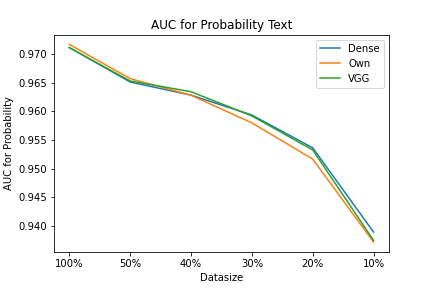 AUC for Probability Text
AUC for Probability
0.970
0.965
0.960
0.955
0.950
0.945
0.940
Dense
Own
VGG
100% 50% 40% 30% 20% 10%
Datasize